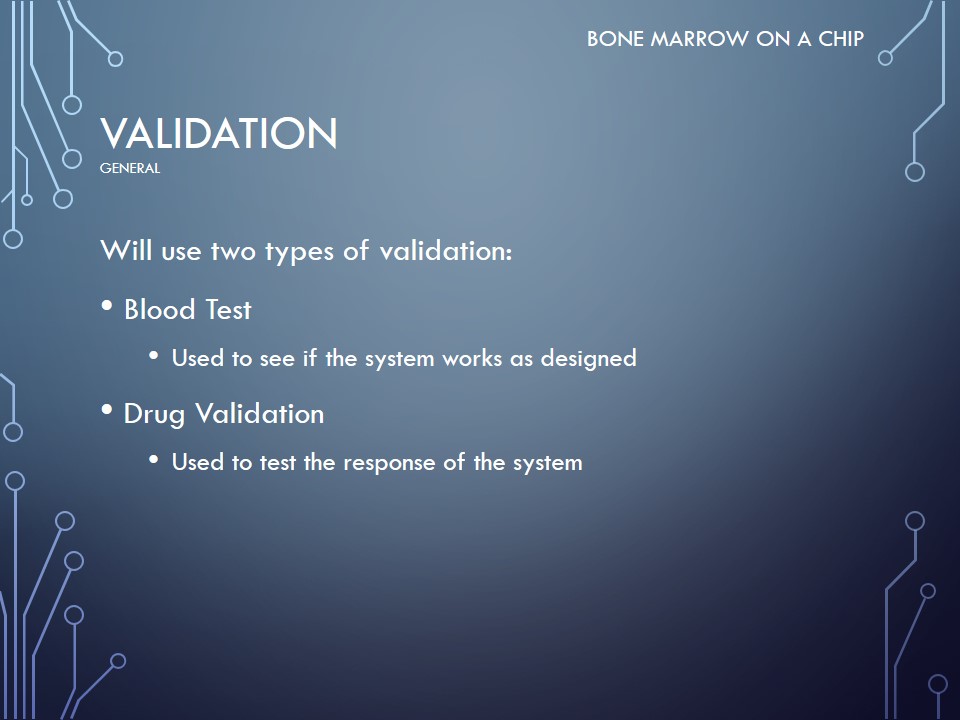 BONE MARROW ON A CHIP
VALIDATION
GENERAL
Will use two types of validation:
• Blood Test
• Used to see if the system works as designed
• Drug Validation
• Used to test the response of the system